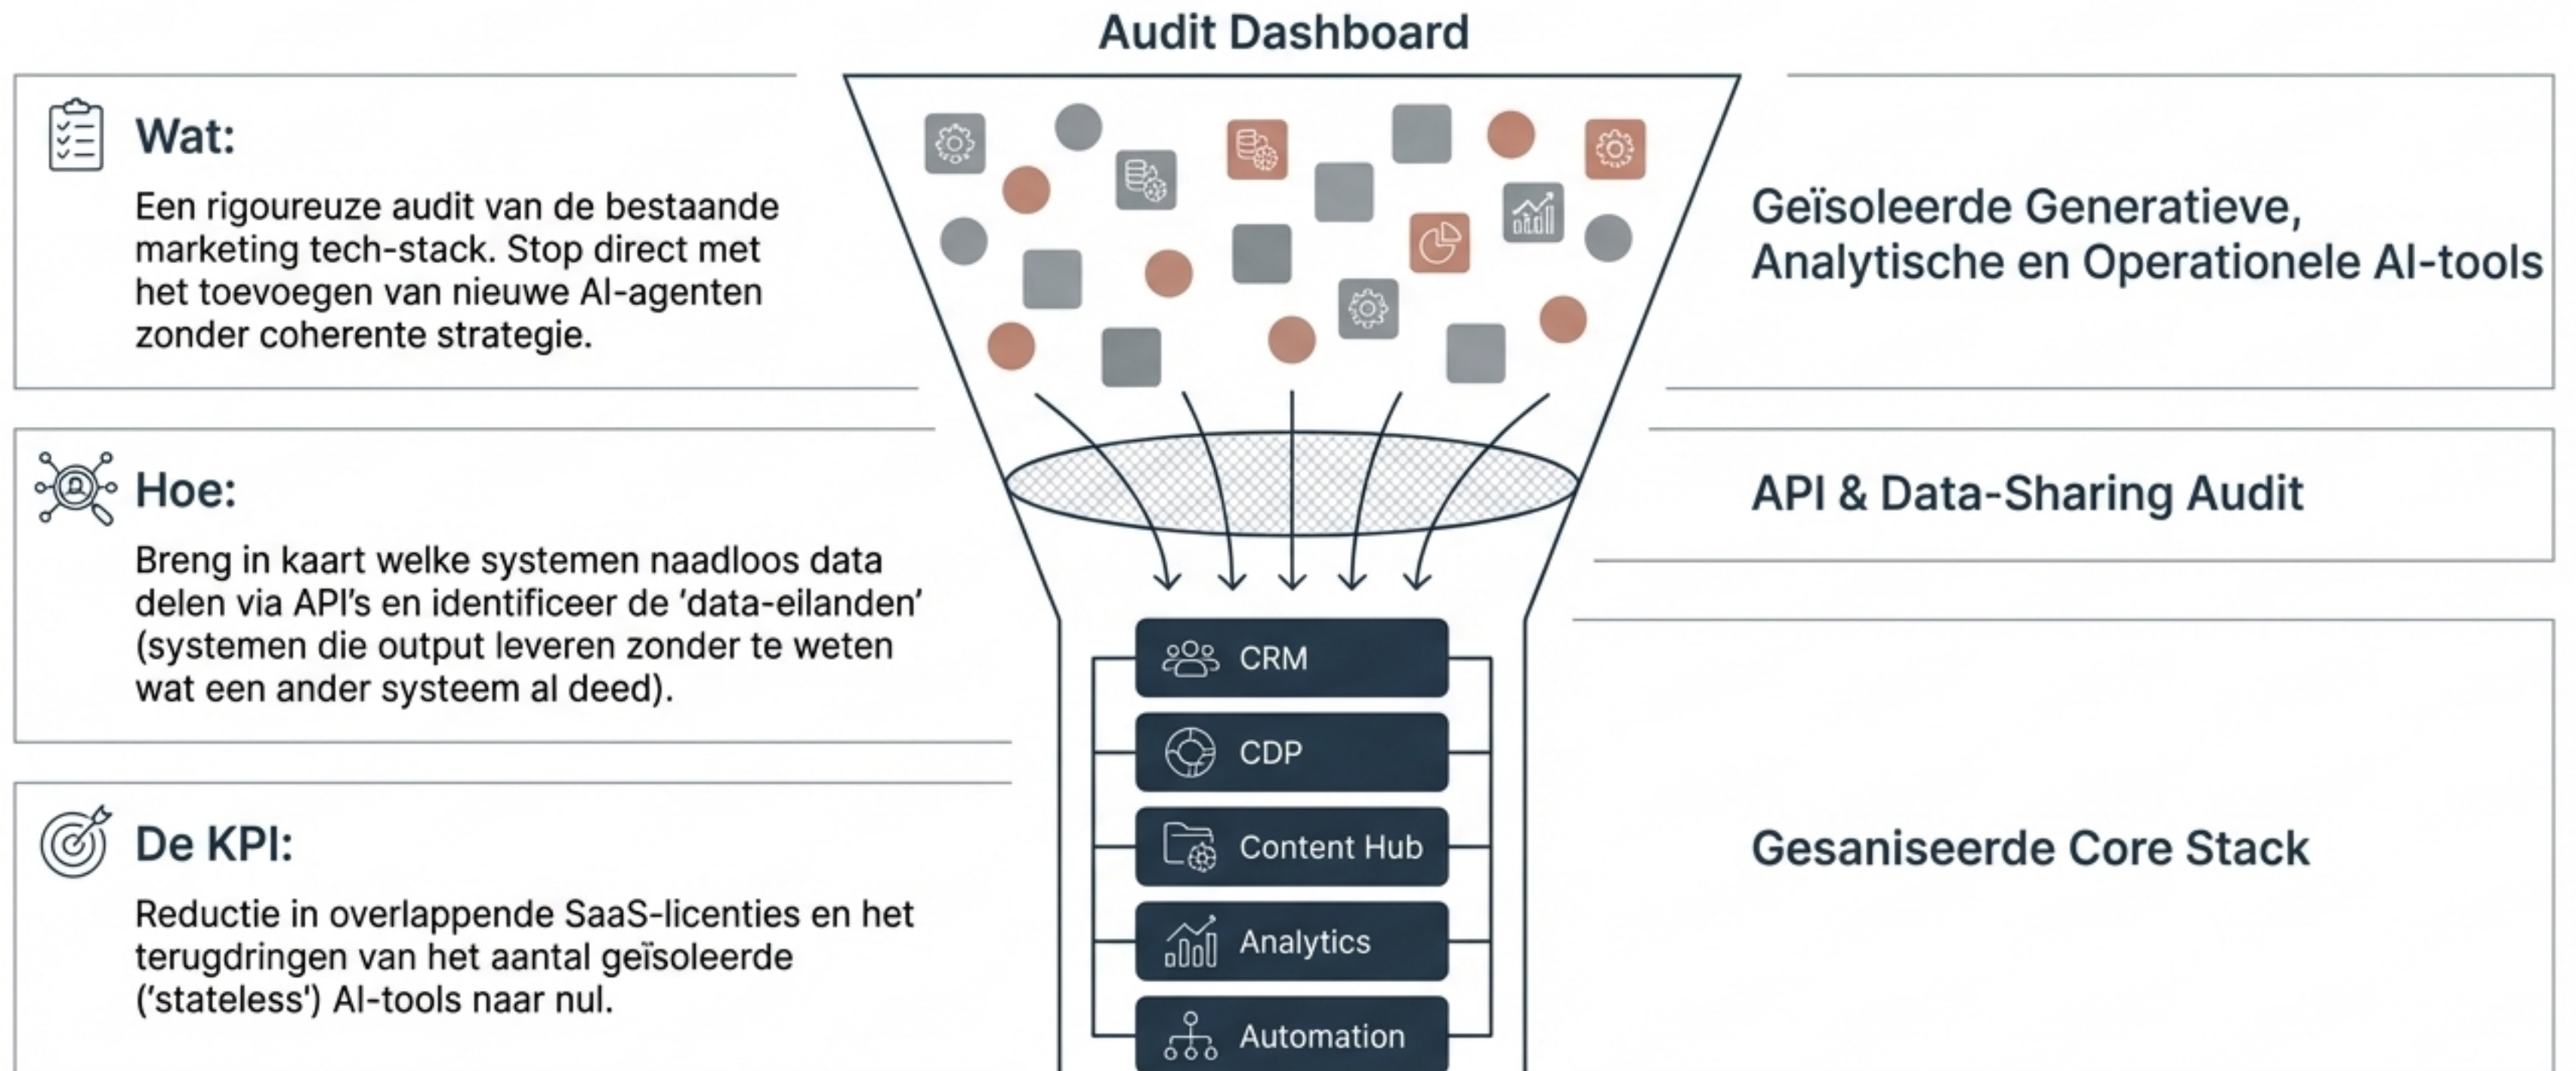 Audit Dashboard
Wat:
Een rigoureuze audit van de bestaande
marketing tech-stack. Stop direct met
het toevoegen van nieuwe AI-agenten
zonder coherente strategie.
Geïsoleerde Generatieve,
Analytische en Operationele AI-tools
Hoe:
Breng in kaart welke systemen naadloos data
delen via API's en identificeer de 'data-eilanden'
(systemen die output leveren zonder te weten
wat een ander systeem al deed).
API & Data-Sharing Audit
De KPI:
Reductie in overlappende SaaS-licenties en het
terugdringen van het aantal geïsoleerde
('stateless') AI-tools naar nul.
CRM
CDP
Content Hub
Analytics
Automation
Gesaniseerde Core Stack